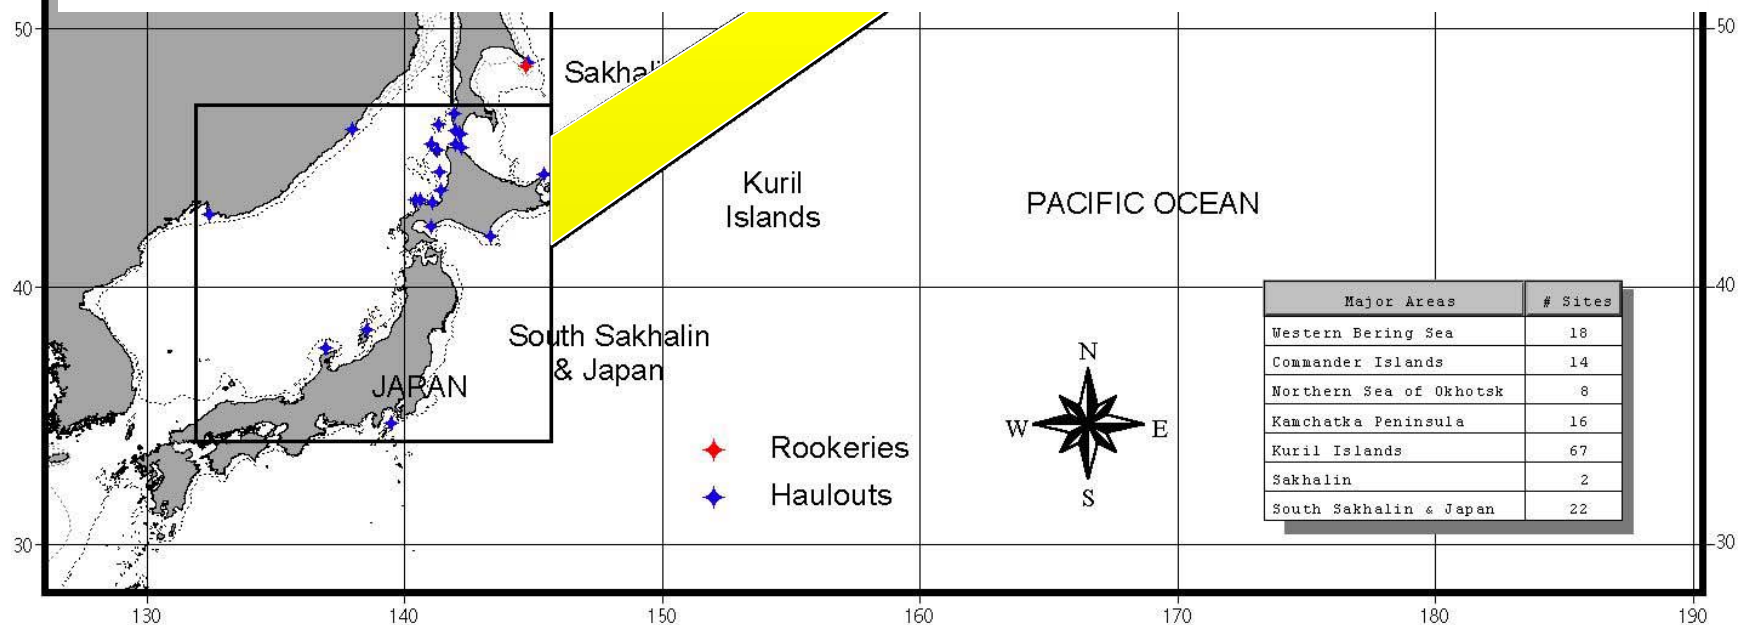 50
50
Sakhalin
Kuril
Islands
PACIFIC OCEAN
40
40
Major Areas # Sites
Western Bering Sea 18
Commander Islands 14
Northern Sea of Okhotsk 8
Kamchatka Peninsula 16
Kuril Islands 67
Sakhalin 2
South Sakhalin & Japan 22
South Sakhalin
& Japan
JAPAN
N
W E
S
Rookeries
Haulouts
30
30
130 140 150 160 170 180 190